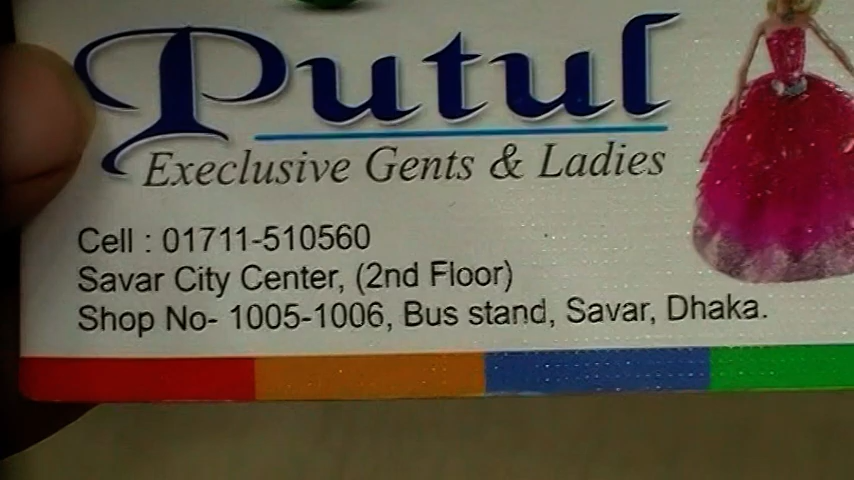 Putul
Execlusive Gents & Ladies
Cell : 01711-510560
Savar City Center, (2nd Floor)
Shop No- 1005-1006, Bus stand, Savar, Dhaka.